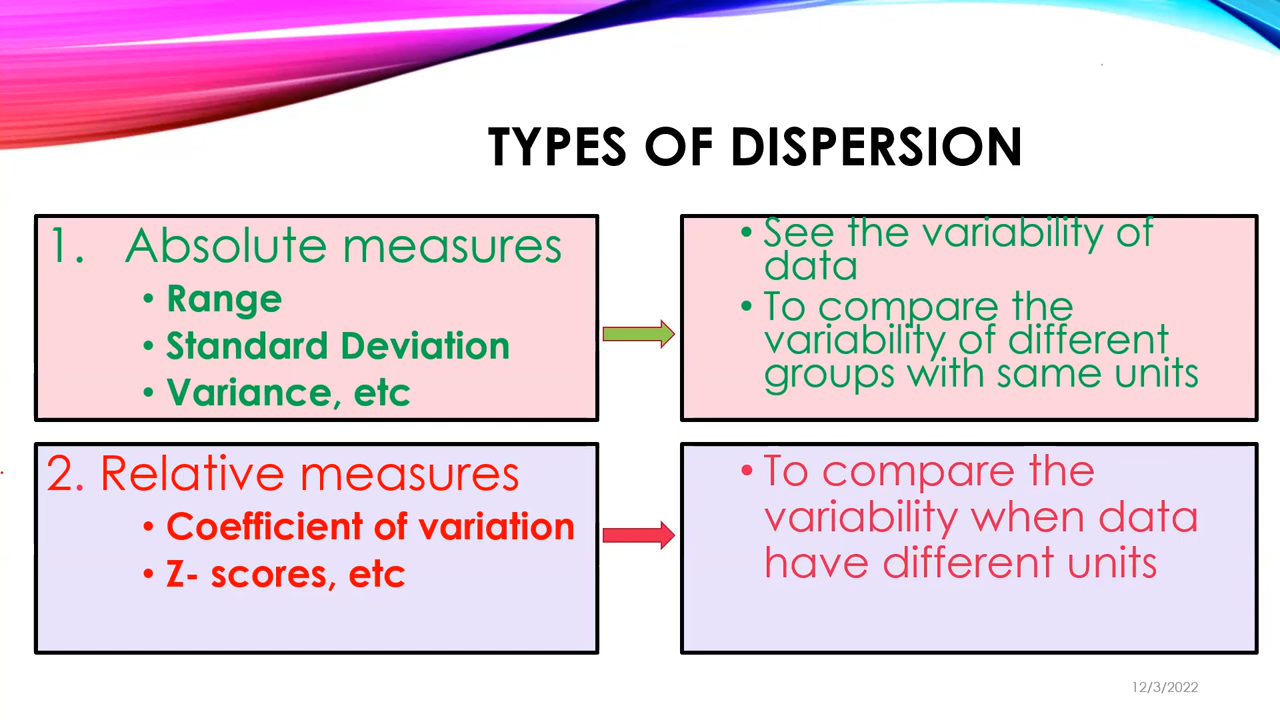 TYPES OF DISPERSION
1. Absolute measures
• Range
• Standard Deviation
• Variance, etc
• See the variability of
data
• To compare the
variability of different
groups with same units
2. Relative measures
• Coefficient of variation
• Z- scores, etc
• To compare the
variability when data
have different units
12/3/2022